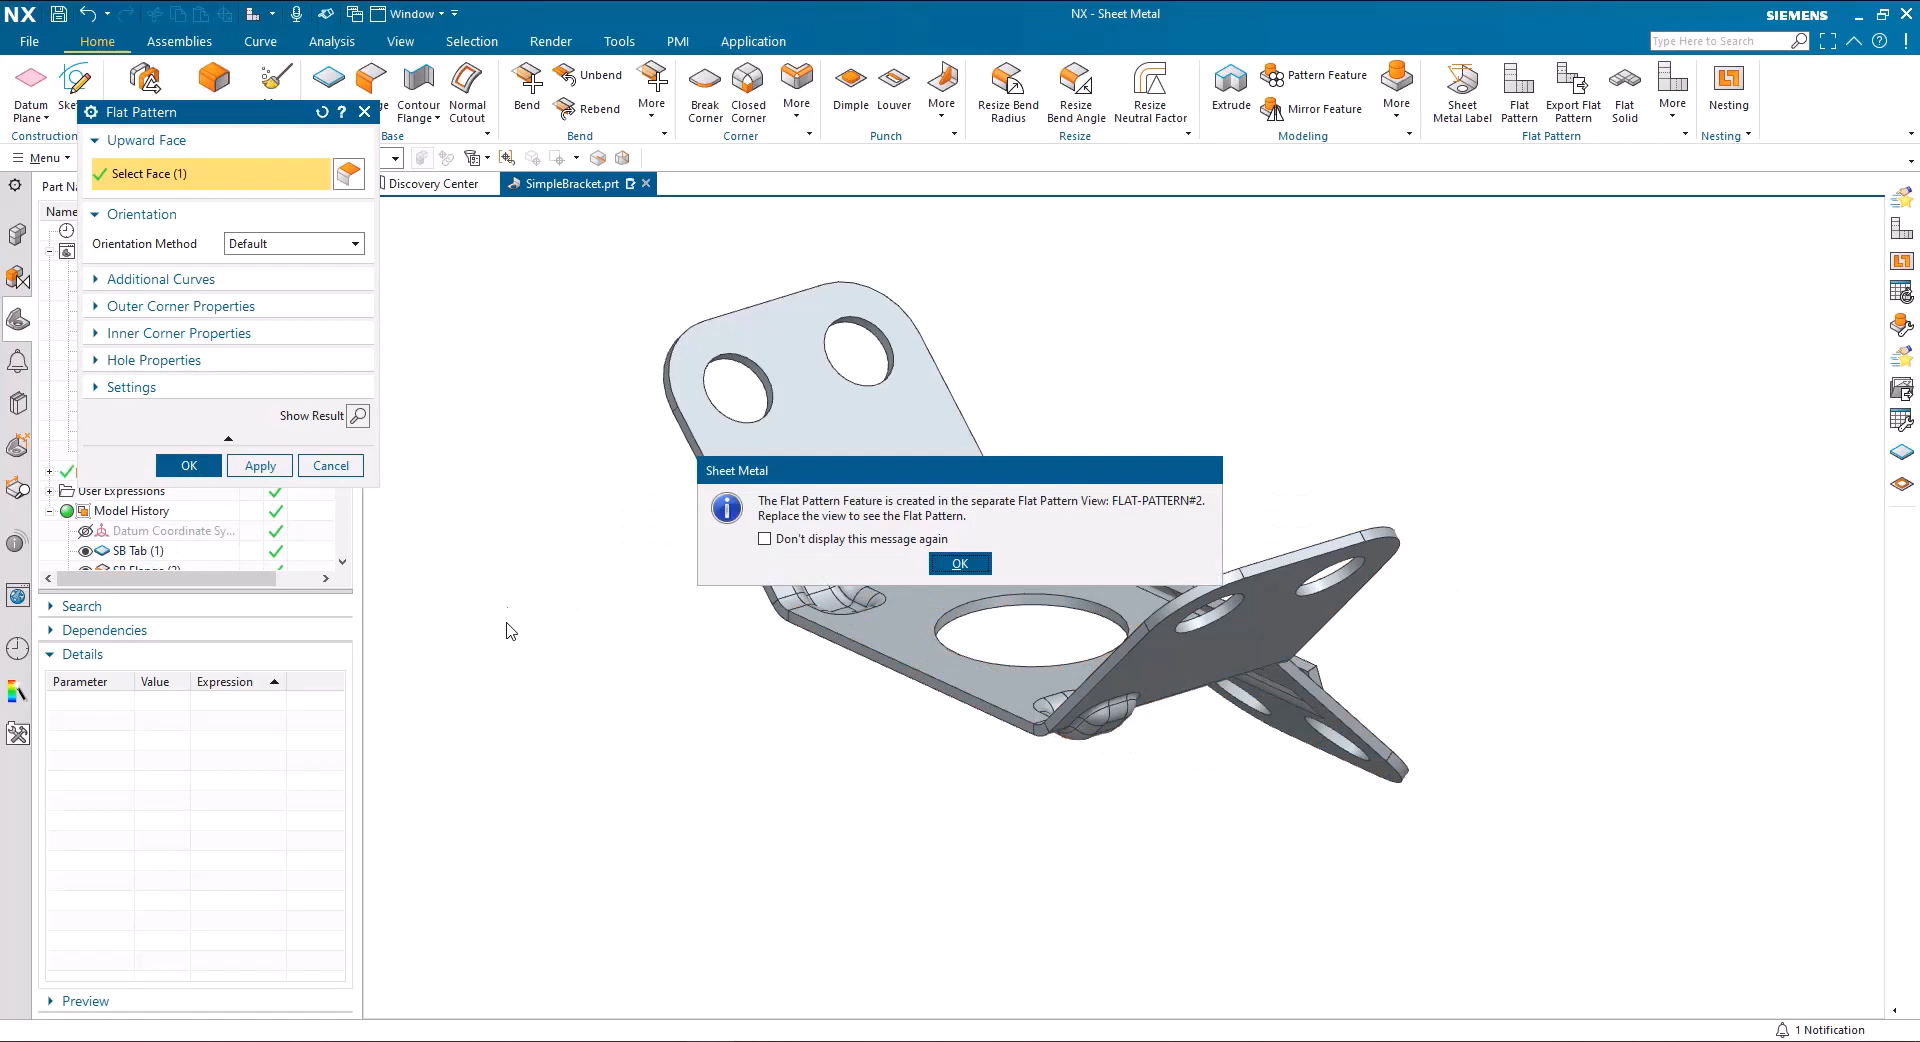 NX
Window
NX - Sheet Metal
SIEMENS
File
Home
Assemblies
Curve
Analysis
View
Selection
Render
Tools
PMI
Application
Type Here to Search
Datum
Plane
Contour
Flange
Normal
Cutout
Bend
Unbend
Rebend
More
Break
Corner
Closed
Corner
More
Dimple
Louver
More
Resize Bend
Radius
Resize
Bend Angle
Resize
Neutral Factor
Extrude
Pattern Feature
Mirror Feature
More
Sheet
Metal Label
Flat
Pattern
Export Flat
Pattern
Flat
Solid
More
Nesting
Construction
Base
Bend
Corner
Punch
Resize
Modeling
Flat Pattern
Nesting
Menu
Discovery Center
SimpleBracket.prt
Flat Pattern
Upward Face
Select Face (1)
Orientation
Orientation Method
Default
Additional Curves
Outer Corner Properties
Inner Corner Properties
Hole Properties
Settings
Show Result
OK
Apply
Cancel
Part Na
Name
User Expressions
Model History
Datum Coordinate Sy...
SB Tab (1)
SB Flange (2)
Search
Dependencies
Details
Parameter
Value
Expression
Preview
Sheet Metal
The Flat Pattern Feature is created in the separate Flat Pattern View: FLAT-PATTERN#2.
Replace the view to see the Flat Pattern.
Don't display this message again
OK
1 Notification